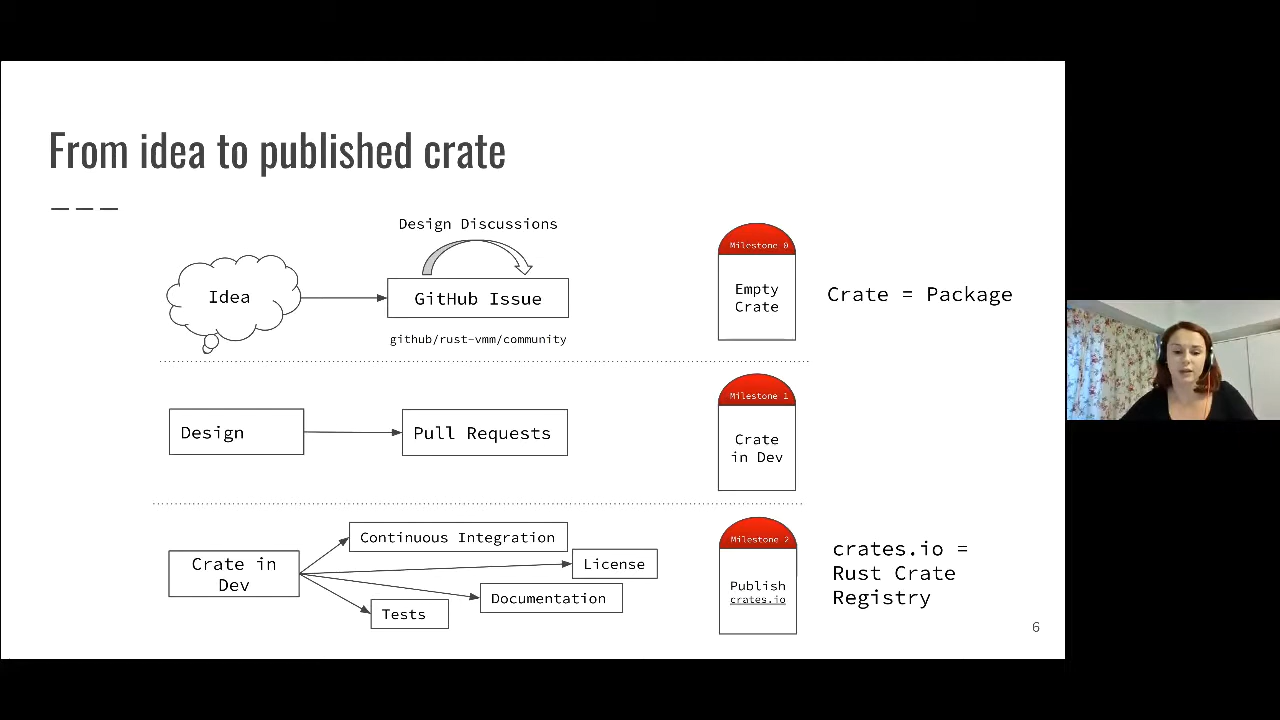 From idea to published crate
Design Discussions
Idea
GitHub Issue
github/rust-vmm/community
Milestone 0
Empty
Crate
Crate = Package
Design
Pull Requests
Milestone 1
Crate
in Dev
Crate in
Dev
Continuous Integration
License
Documentation
Tests
Milestone 2
Publish
crates.io
crates.io =
Rust Crate
Registry
6